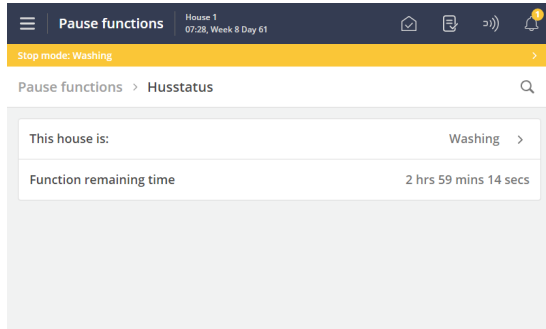 Pause functions
House 1
07:28, Week 8 Day 61
1
Stop mode: Washing
Pause functions > Husstatus
This house is: Washing >
Function remaining time 2 hrs 59 mins 14 secs